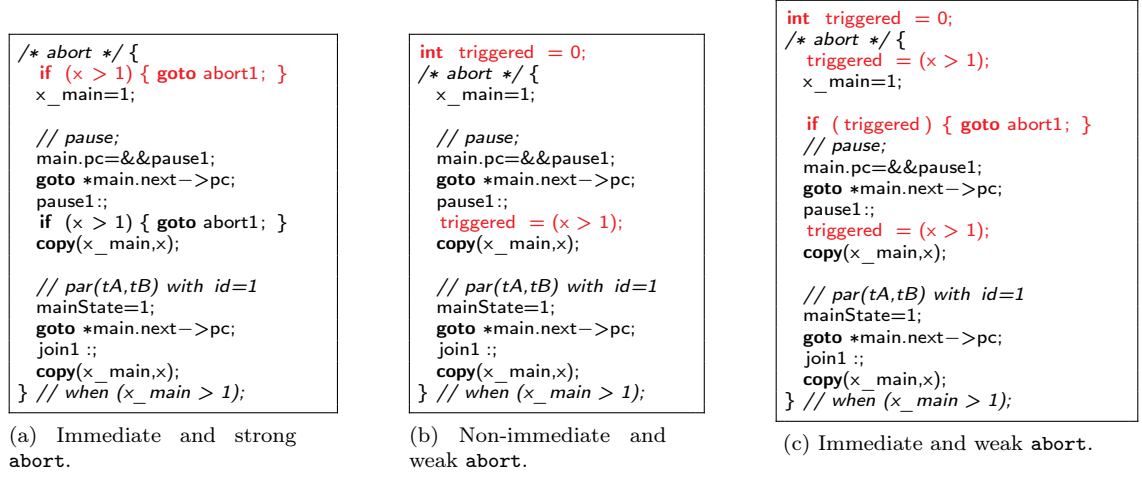 /* abort */ {
if (x > 1) { goto abort1; }
x_main=1;
// pause;
main.pc=&&pause1;
goto *main.next->pc;
pause1:;
if (x > 1) { goto abort1; }
copy(x_main,x);
// par(tA,tB) with id=1
mainState=1;
goto *main.next->pc;
join1 :;
copy(x_main,x);
} // when (x_main > 1);
(a) Immediate and strong
abort.
int triggered = 0;
/* abort */ {
x_main=1;
// pause;
main.pc=&&pause1;
goto *main.next->pc;
pause1:;
triggered = (x > 1);
copy(x_main,x);
// par(tA,tB) with id=1
mainState=1;
goto *main.next->pc;
join1 :;
copy(x_main,x);
} // when (x_main > 1);
(b) Non-immediate and
weak abort.
int triggered = 0;
/* abort */ {
triggered = (x > 1);
x_main=1;
if ( triggered ) { goto abort1; }
// pause;
main.pc=&&pause1;
goto *main.next->pc;
pause1:;
triggered = (x > 1);
copy(x_main,x);
// par(tA,tB) with id=1
mainState=1;
goto *main.next->pc;
join1 :;
copy(x_main,x);
} // when (x_main > 1);
(c) Immediate and weak abort.